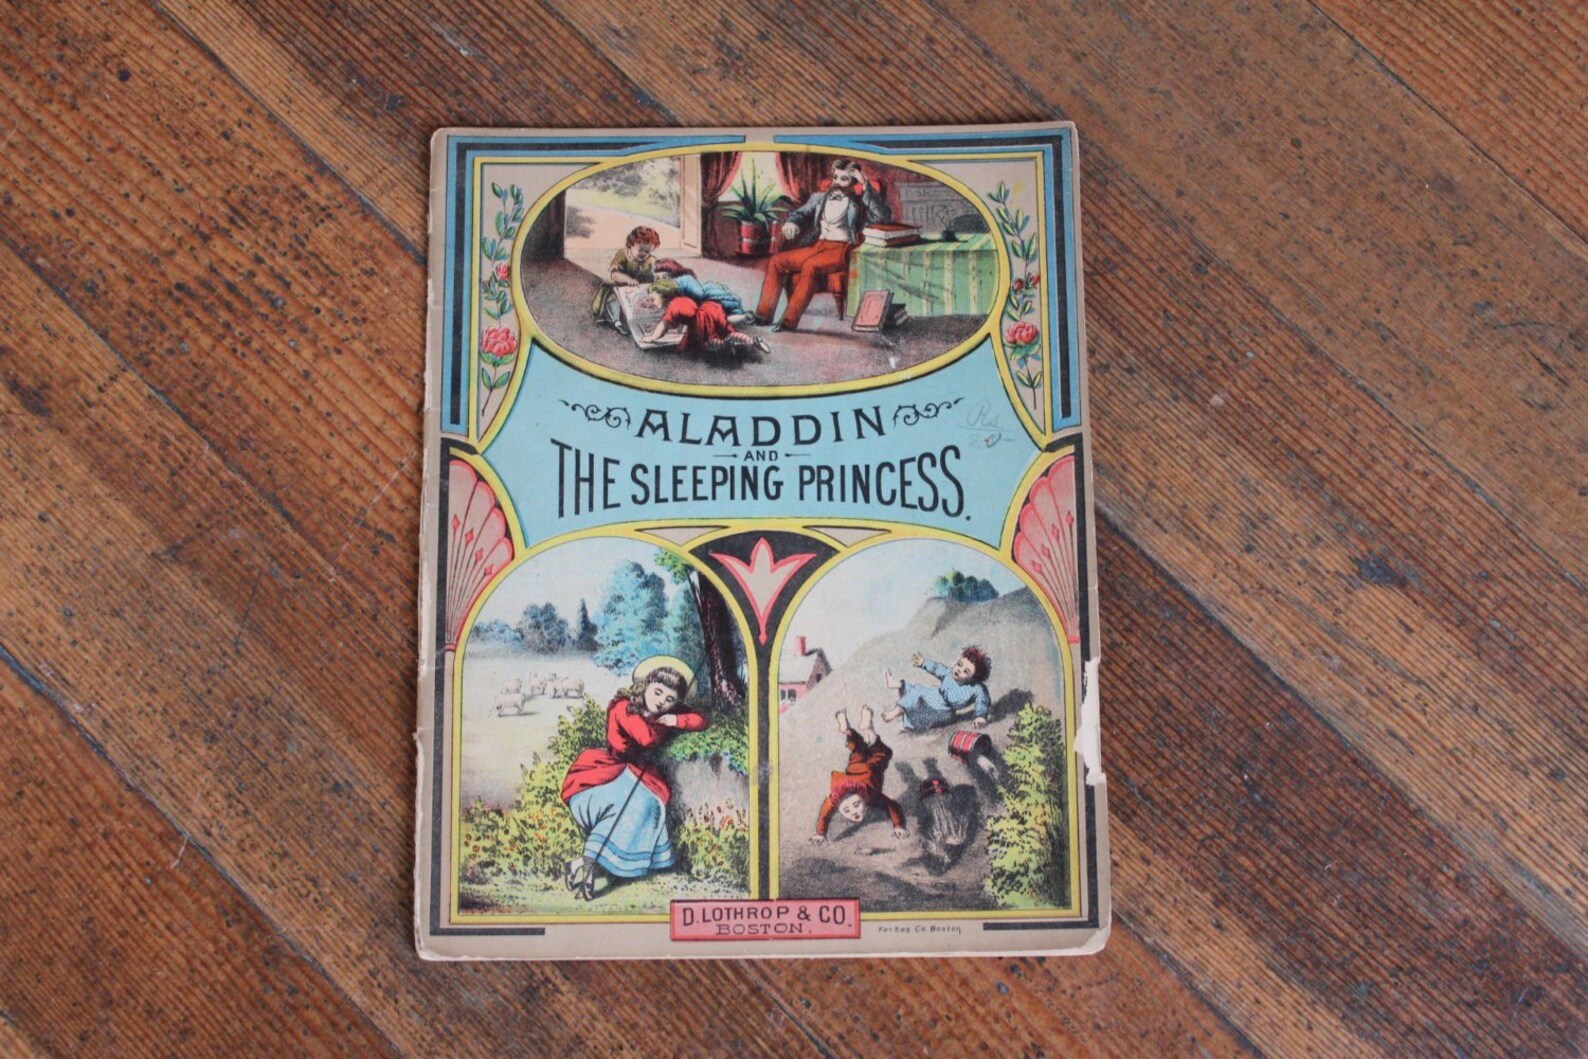 ALADDIN
AND
THE SLEEPING PRINCESS.
D. LOTHROP & CO.
BOSTON.
Forbes Co Boston